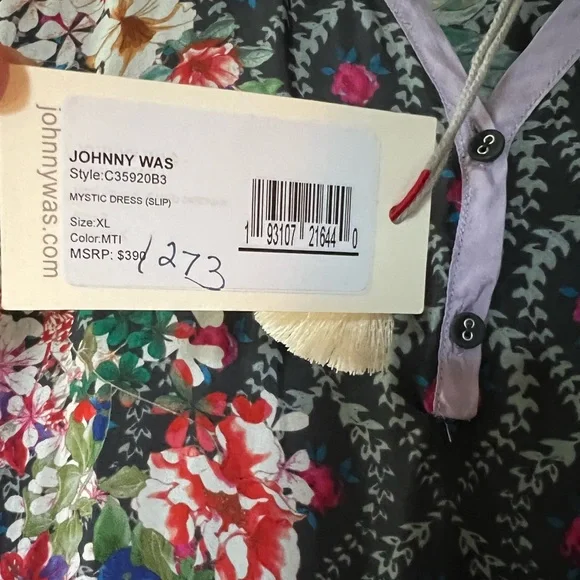 johnnywas.com
JOHNNY WAS
Style:C35920B3
MYSTIC DRESS (SLIP)
Size:XL
Color:MTI
MSRP: $390
1273
1 93107 21644 0